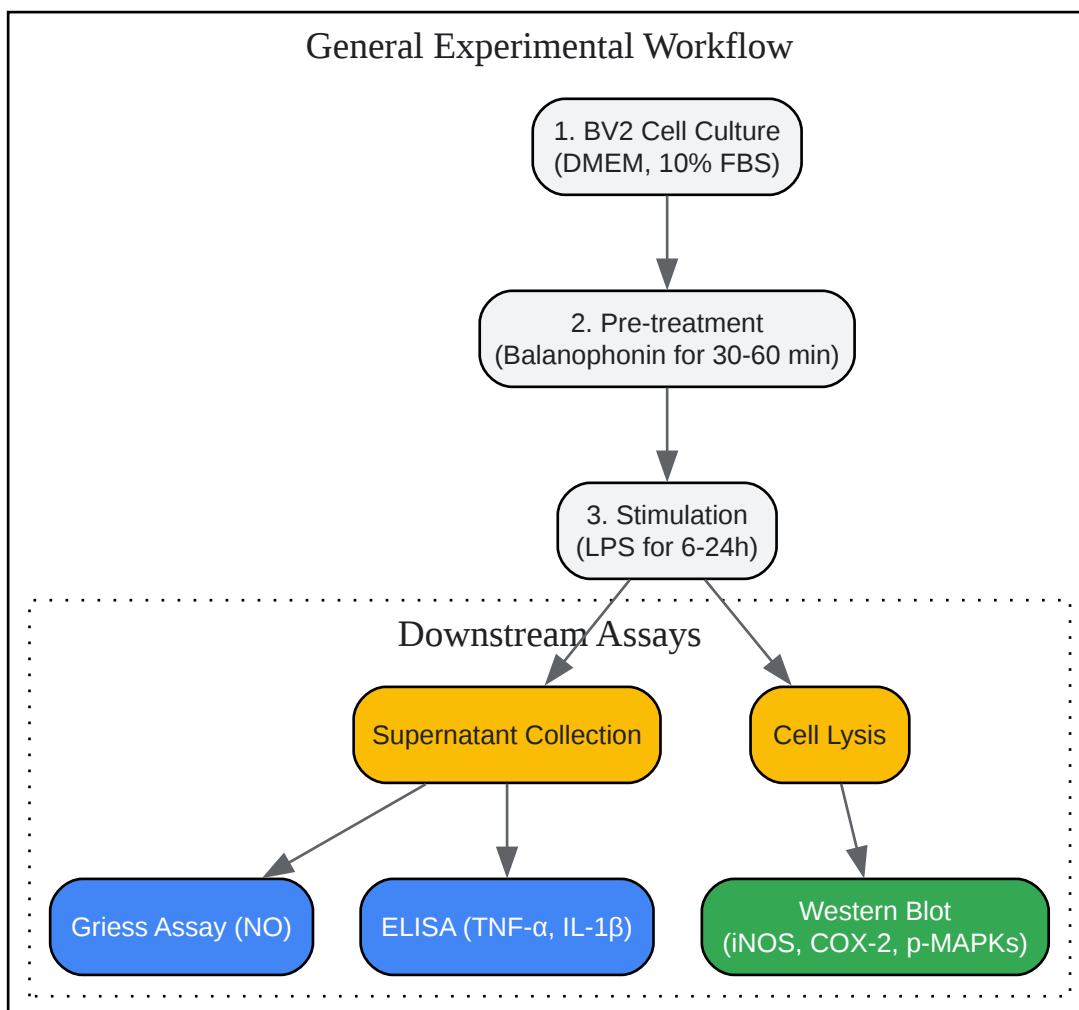 General Experimental Workflow
1. BV2 Cell Culture
(DMEM, 10% FBS)
2. Pre-treatment
(Balanophonin for 30-60 min)
3. Stimulation
(LPS for 6-24h)
Downstream Assays
Supernatant Collection
Cell Lysis
Griess Assay (NO)
ELISA (TNF-α, IL-1β)
Western Blot
(iNOS, COX-2, p-MAPKs)